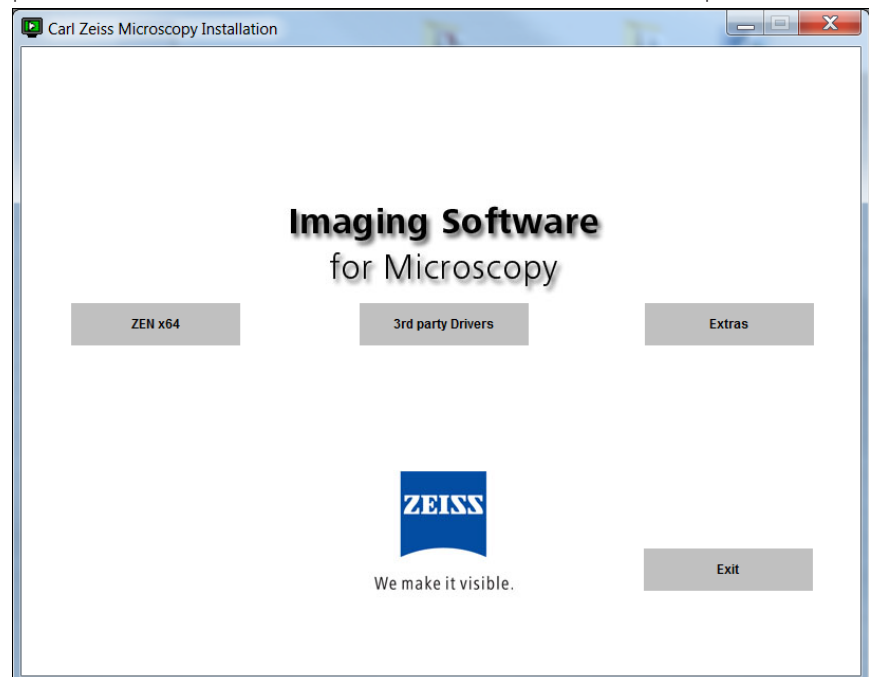 Carl Zeiss Microscopy Installation
Imaging Software
for Microscopy
ZEN x64
3rd party Drivers
Extras
ZEISS
We make it visible.
Exit